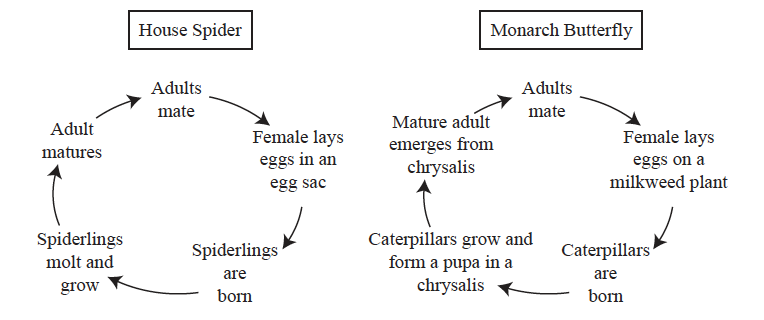 House Spider
Adults
mate
Female lays
eggs in an
egg sac
Spiderlings
are
born
Spiderlings
molt and
grow
Adult
matures
Monarch Butterfly
Adults
mate
Female lays
eggs on a
milkweed plant
Caterpillars
are
born
Caterpillars grow and
form a pupa in a
chrysalis
Mature adult
emerges from
chrysalis